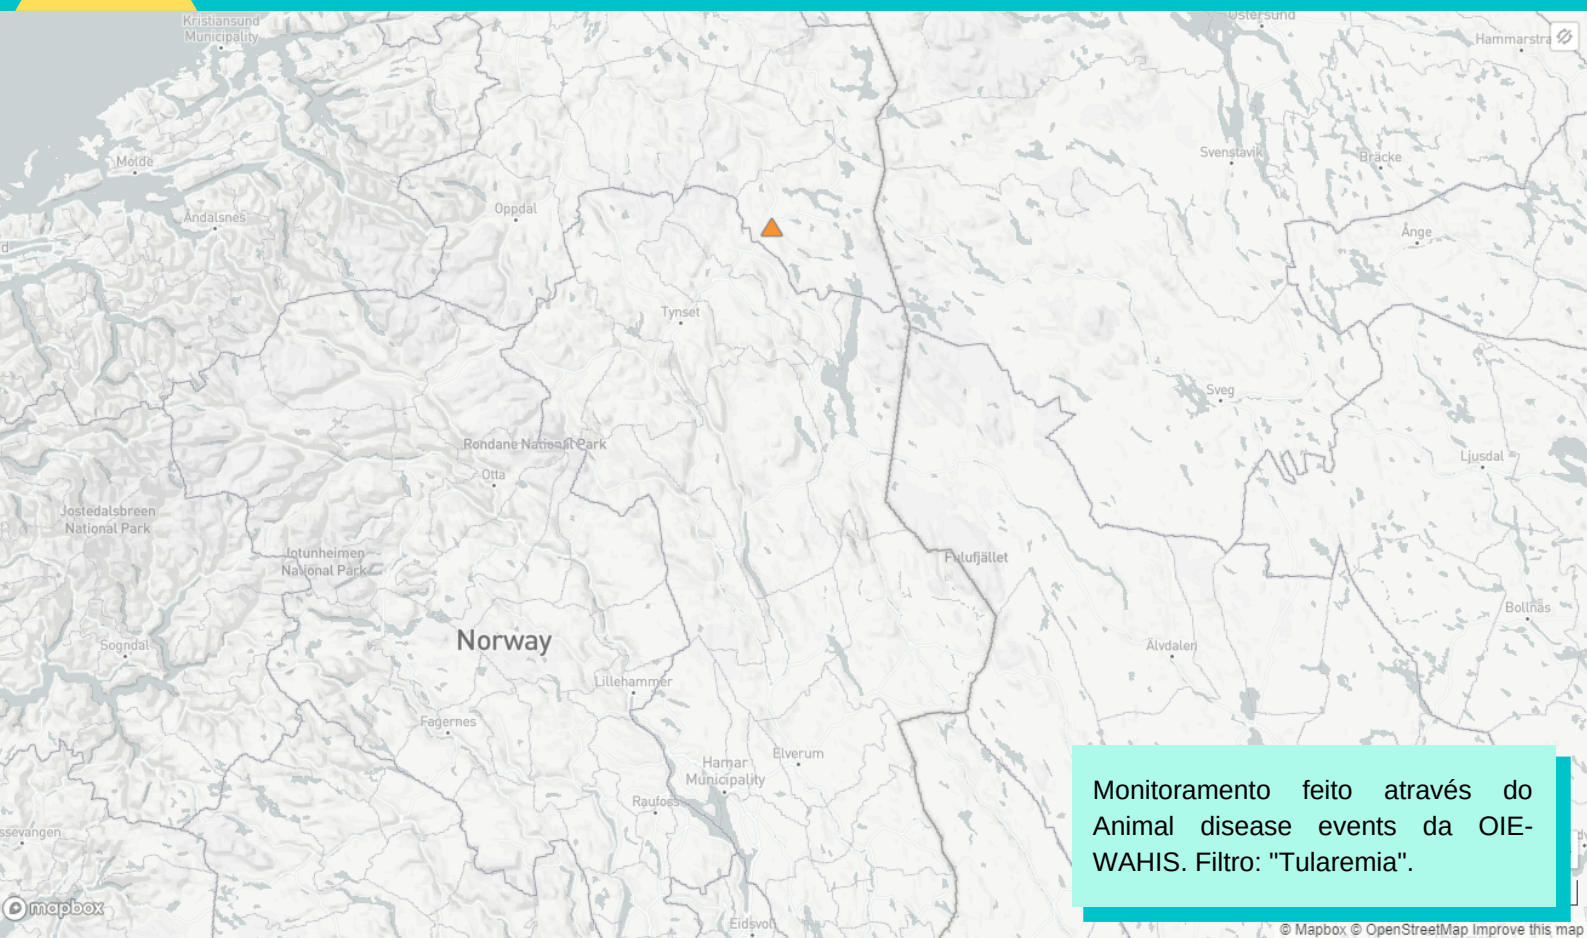 Kristiansund
Municipality
Östersund
Hammarstra
Molde
Svenstavik
Bräcke
Oppdal
Åndalsnes
Ånge
Tynset
Sveg
Rondane National Park
Otta
Ljusdal
Jostedalsbreen
National Park
Jotunheimen
National Park
Fulufjället
Bollnäs
Norway
Sogndal
Älvdalen
Lillehammer
Fagernes
Elverum
Hamar
Municipality
Raufoss
ssevangen
Monitoramento feito através do
Animal disease events da OIE-
WAHIS. Filtro: "Tularemia".
mapbox
Eidsvoll
© Mapbox © OpenStreetMap Improve this map